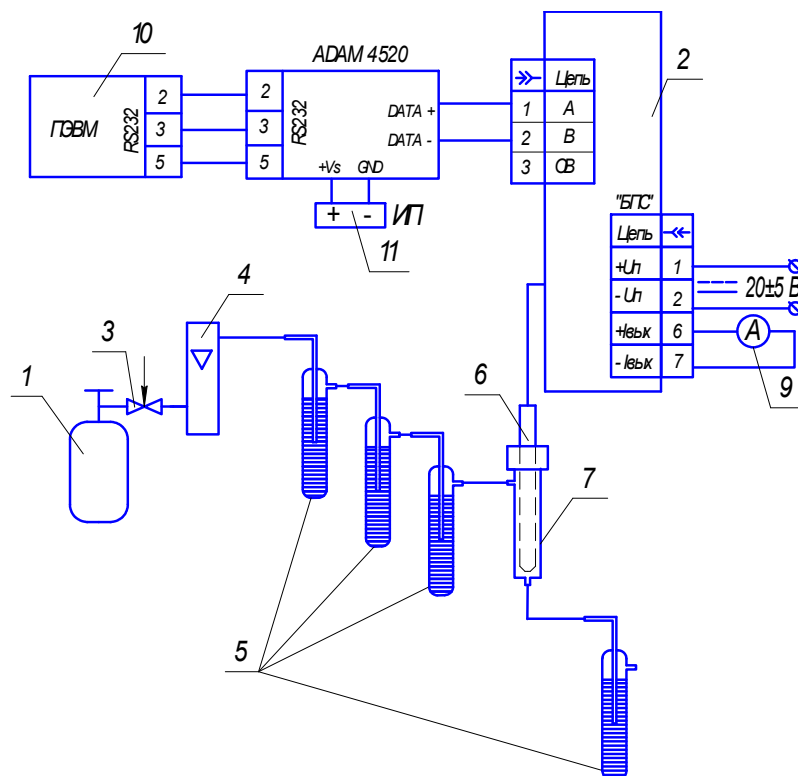 10
ADAM 4520
2
ПЭВМ
RS232
2
3
5
2
3
5
RS232
DATA +
DATA -
+Vs GND
+ - ИП
11
Цепь
1 A
2 B
3 ОВ
"БПС"
Цепь
+Uп 1
- Uп 2
+Iвых 6
- Iвых 7
20±5 В
A
9
4
3
1
6
7
5